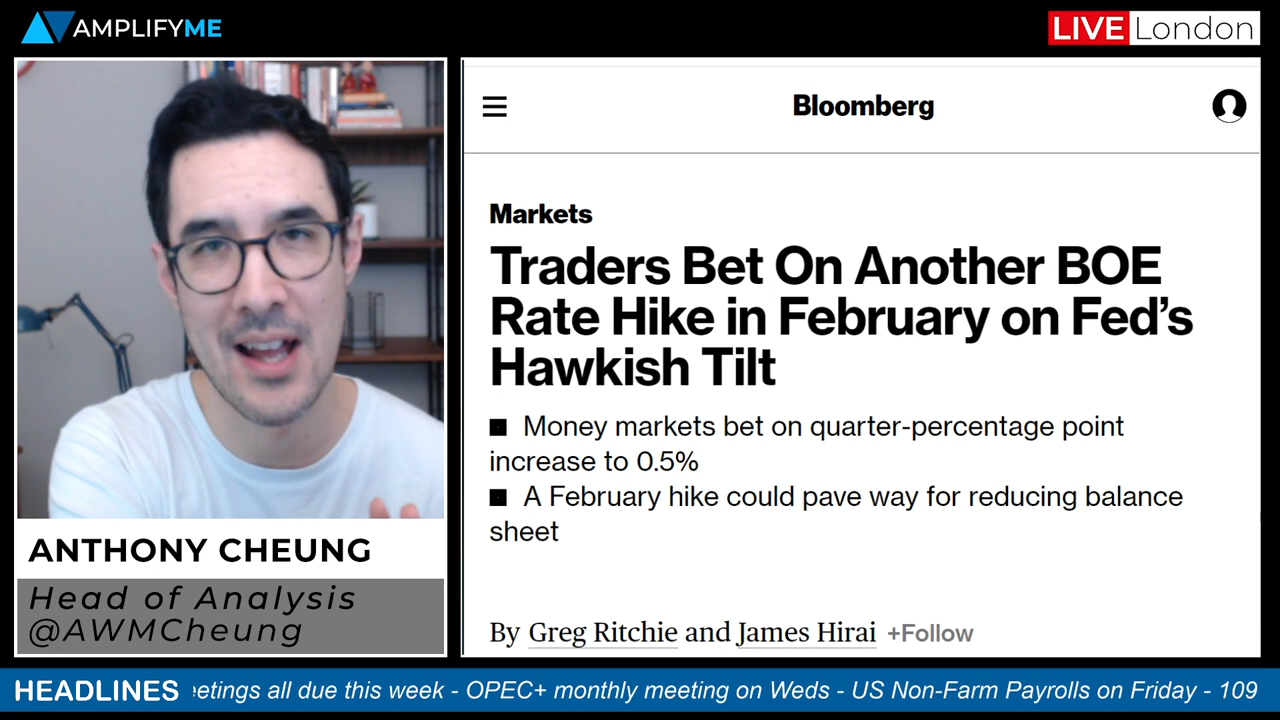 AMPLIFYME
LIVE London
Bloomberg
Markets
Traders Bet On Another BOE
Rate Hike in February on Fed's
Hawkish Tilt
■ Money markets bet on quarter-percentage point
increase to 0.5%
■ A February hike could pave way for reducing balance
sheet
By Greg Ritchie and James Hirai +Follow
ANTHONY CHEUNG
Head of Analysis
@AWMCheung
HEADLINES etings all due this week - OPEC+ monthly meeting on Weds - US Non-Farm Payrolls on Friday - 109